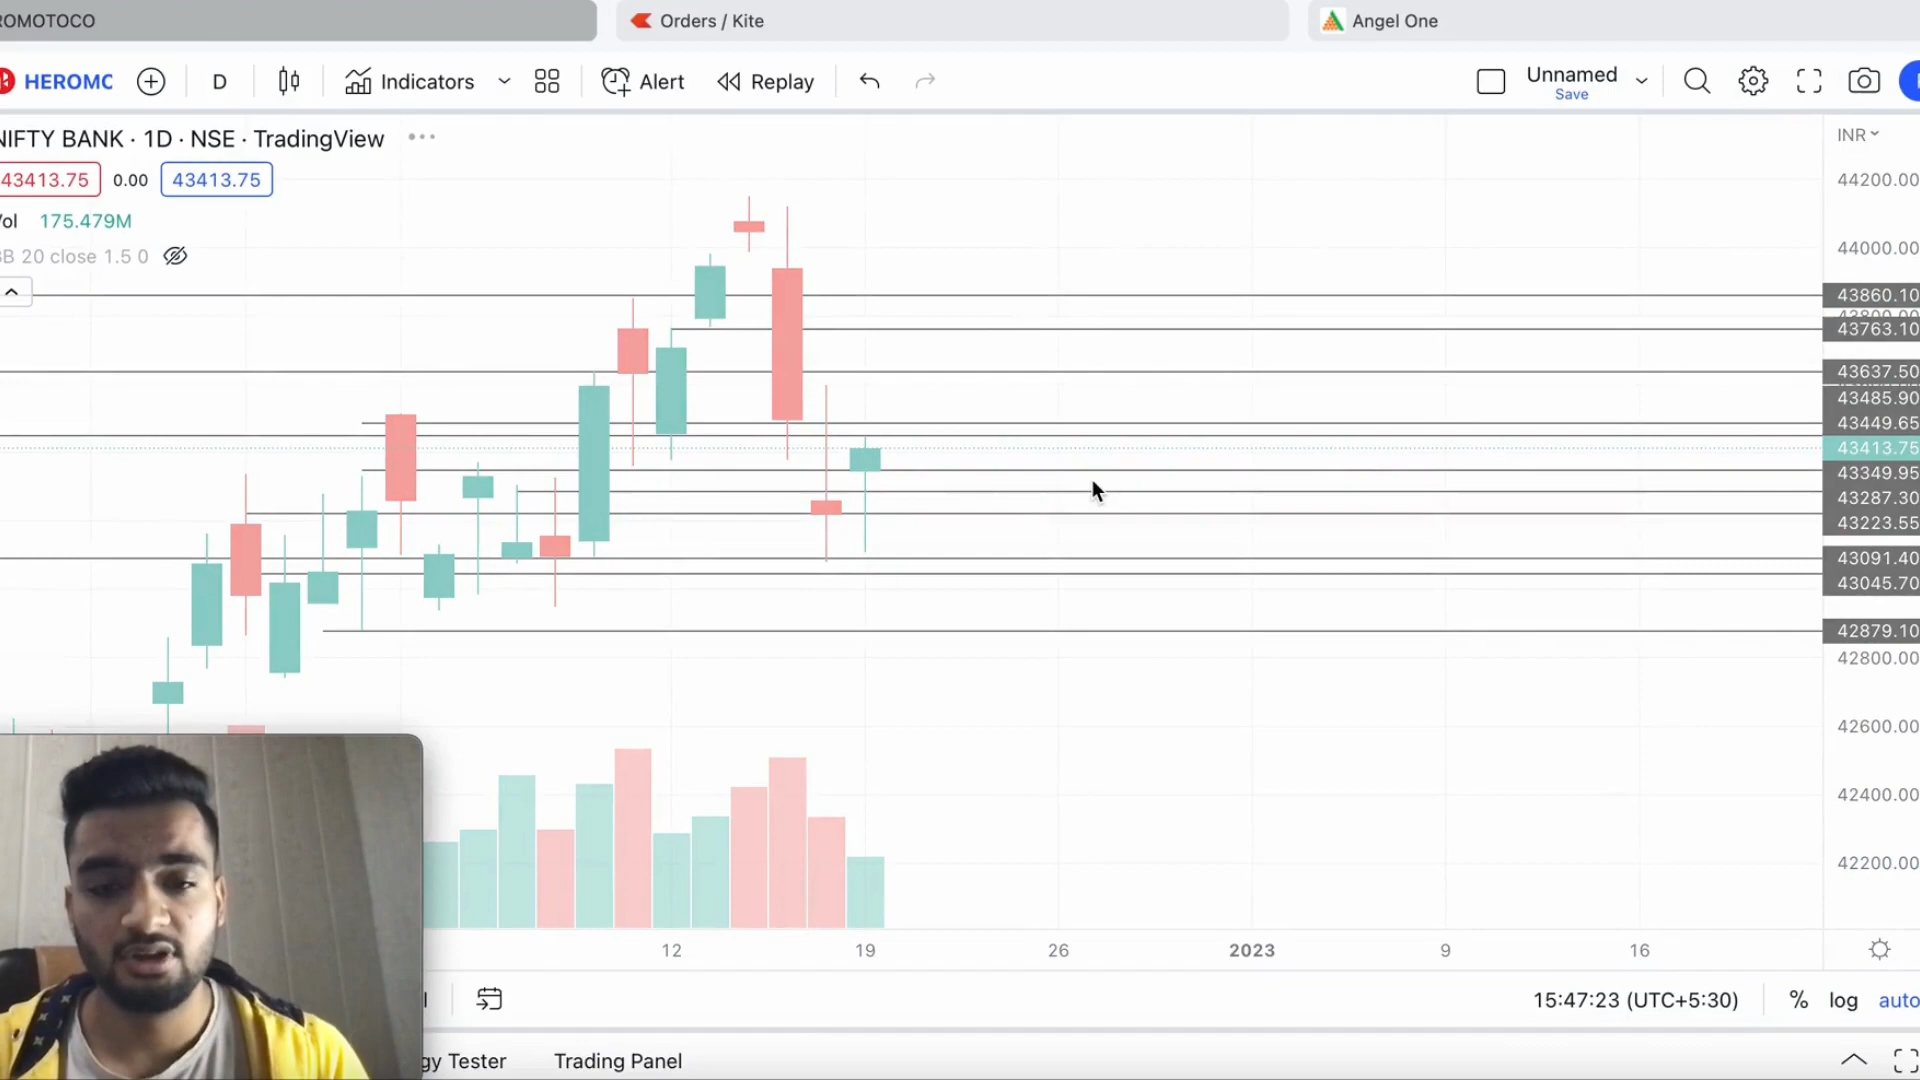 ROMOTOCO
Orders / Kite
Angel One
HEROMC
D
Indicators
Alert
Replay
Unnamed
Save
NIFTY BANK · 1D · NSE · TradingView
INR
43413.75 0.00 43413.75
Vol 175.479M
BB 20 close 1.5 0
44200.00
44000.00
43860.10
43763.10
43637.50
43485.90
43449.65
43413.75
43349.95
43287.30
43223.55
43091.40
43045.70
42879.10
42800.00
42600.00
42400.00
42200.00
12 19 26 2023 9 16
15:47:23 (UTC+5:30) % log auto
gy Tester Trading Panel